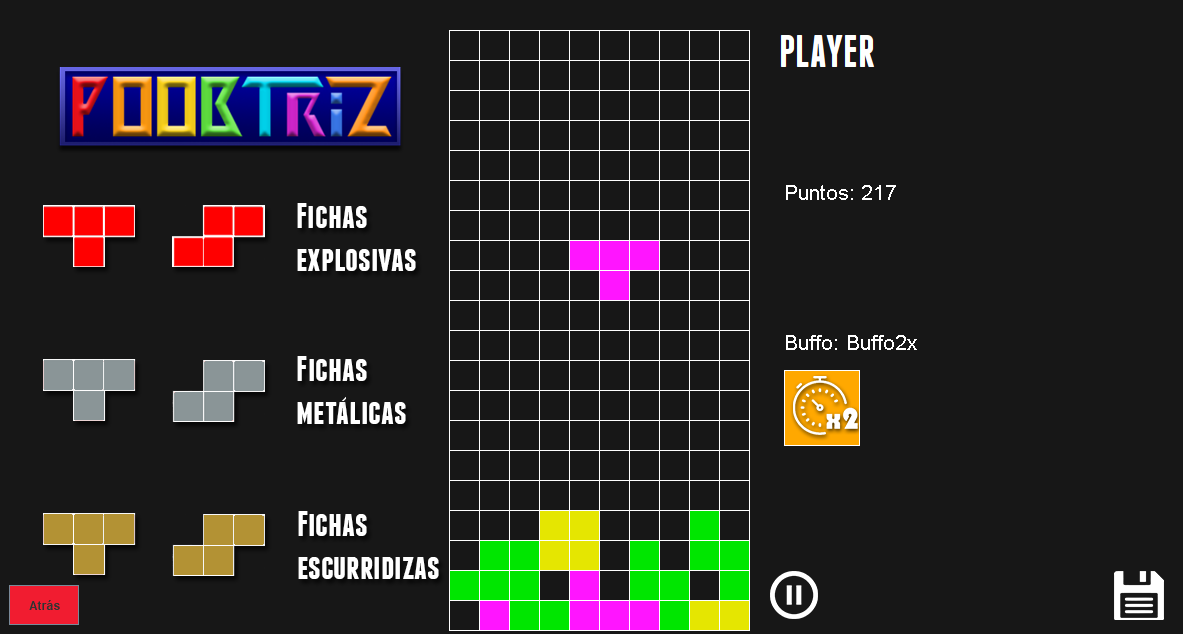 POOBTRIZ
FICHAS
EXPLOSIVAS
FICHAS
METÁLICAS
FICHAS
ESCURRIDIZAS
Atrás
PLAYER
Puntos: 217
Buffo: Buffo2x
x2